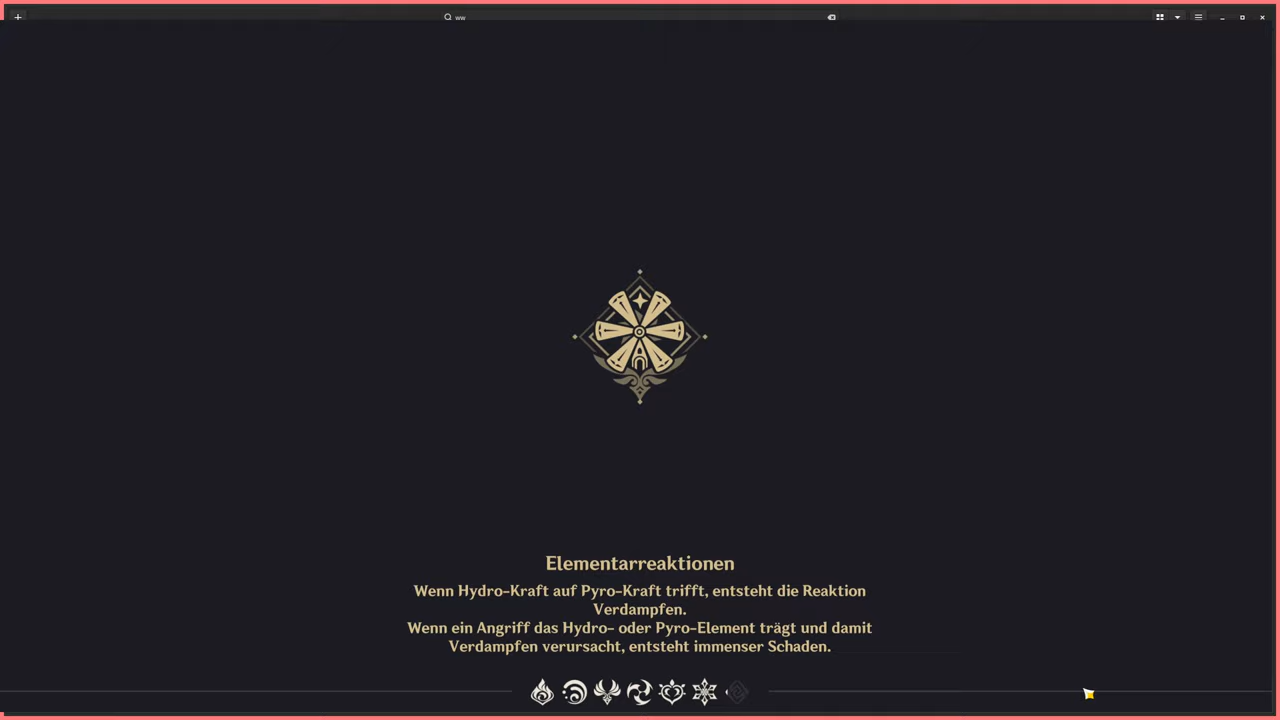 ww
Elementarreaktionen
Wenn Hydro-Kraft auf Pyro-Kraft trifft, entsteht die Reaktion
Verdampfen.
Wenn ein Angriff das Hydro- oder Pyro-Element trägt und damit
Verdampfen verursacht, entsteht immenser Schaden.